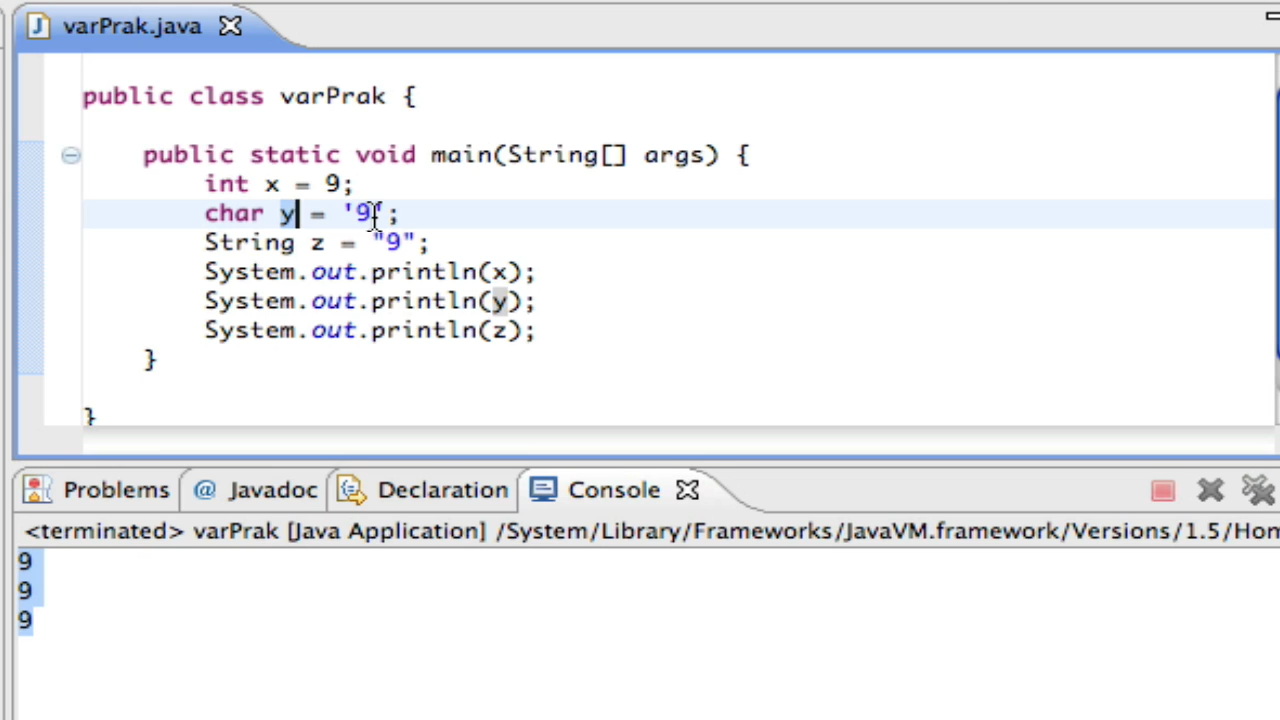 varPrak.java
public class varPrak {
public static void main(String[] args) {
int x = 9;
char y = '9';
String z = "9";
System.out.println(x);
System.out.println(y);
System.out.println(z);
}
}
Problems @ Javadoc Declaration Console
<terminated> varPrak [Java Application] /System/Library/Frameworks/JavaVM.framework/Versions/1.5/Hom
9
9
9